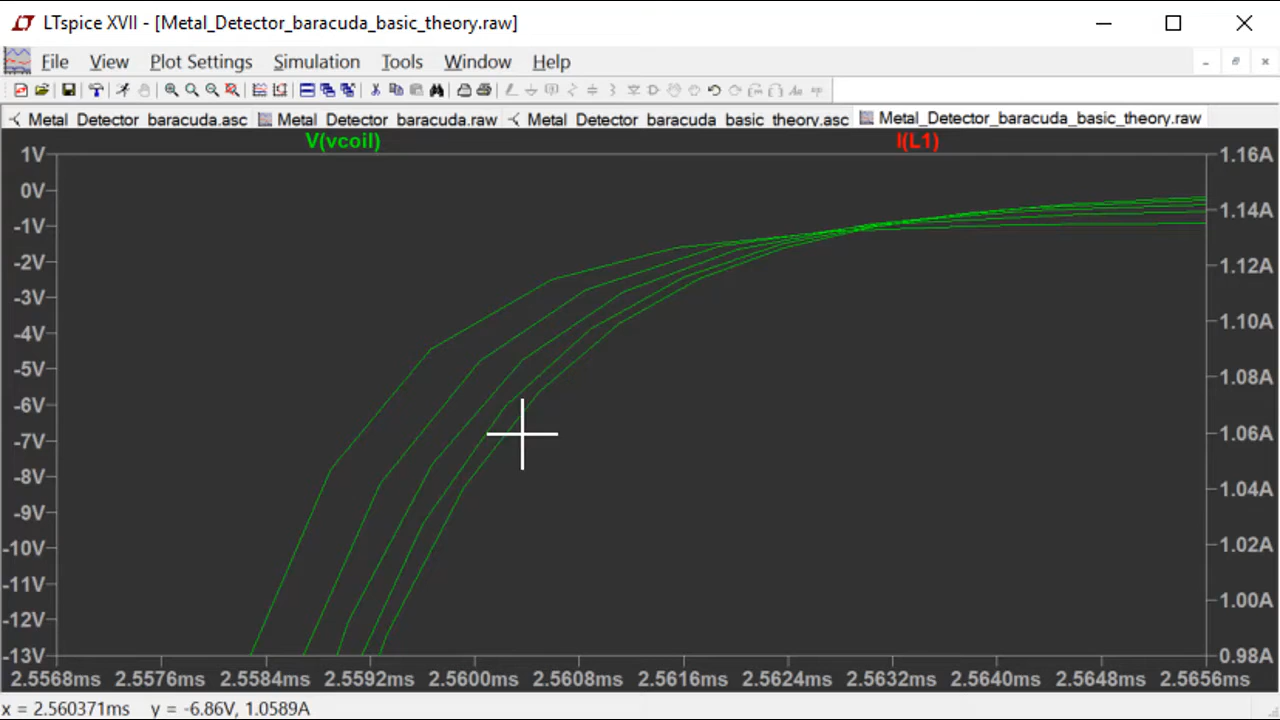 LTspice XVII - [Metal_Detector_baracuda_basic_theory.raw]
File View Plot Settings Simulation Tools Window Help
Metal_Detector_baracuda.asc Metal_Detector_baracuda.raw Metal_Detector_baracuda_basic_theory.asc Metal_Detector_baracuda_basic_theory.raw
V(vcoil) I(L1)
1V 1.16A
0V
-1V 1.14A
-2V 1.12A
-3V
-4V 1.10A
-5V 1.08A
-6V
-7V 1.06A
-8V 1.04A
-9V
-10V 1.02A
-11V 1.00A
-12V
-13V 0.98A
2.5568ms 2.5576ms 2.5584ms 2.5592ms 2.5600ms 2.5608ms 2.5616ms 2.5624ms 2.5632ms 2.5640ms 2.5648ms 2.5656ms
x = 2.560371ms y = -6.86V, 1.0589A